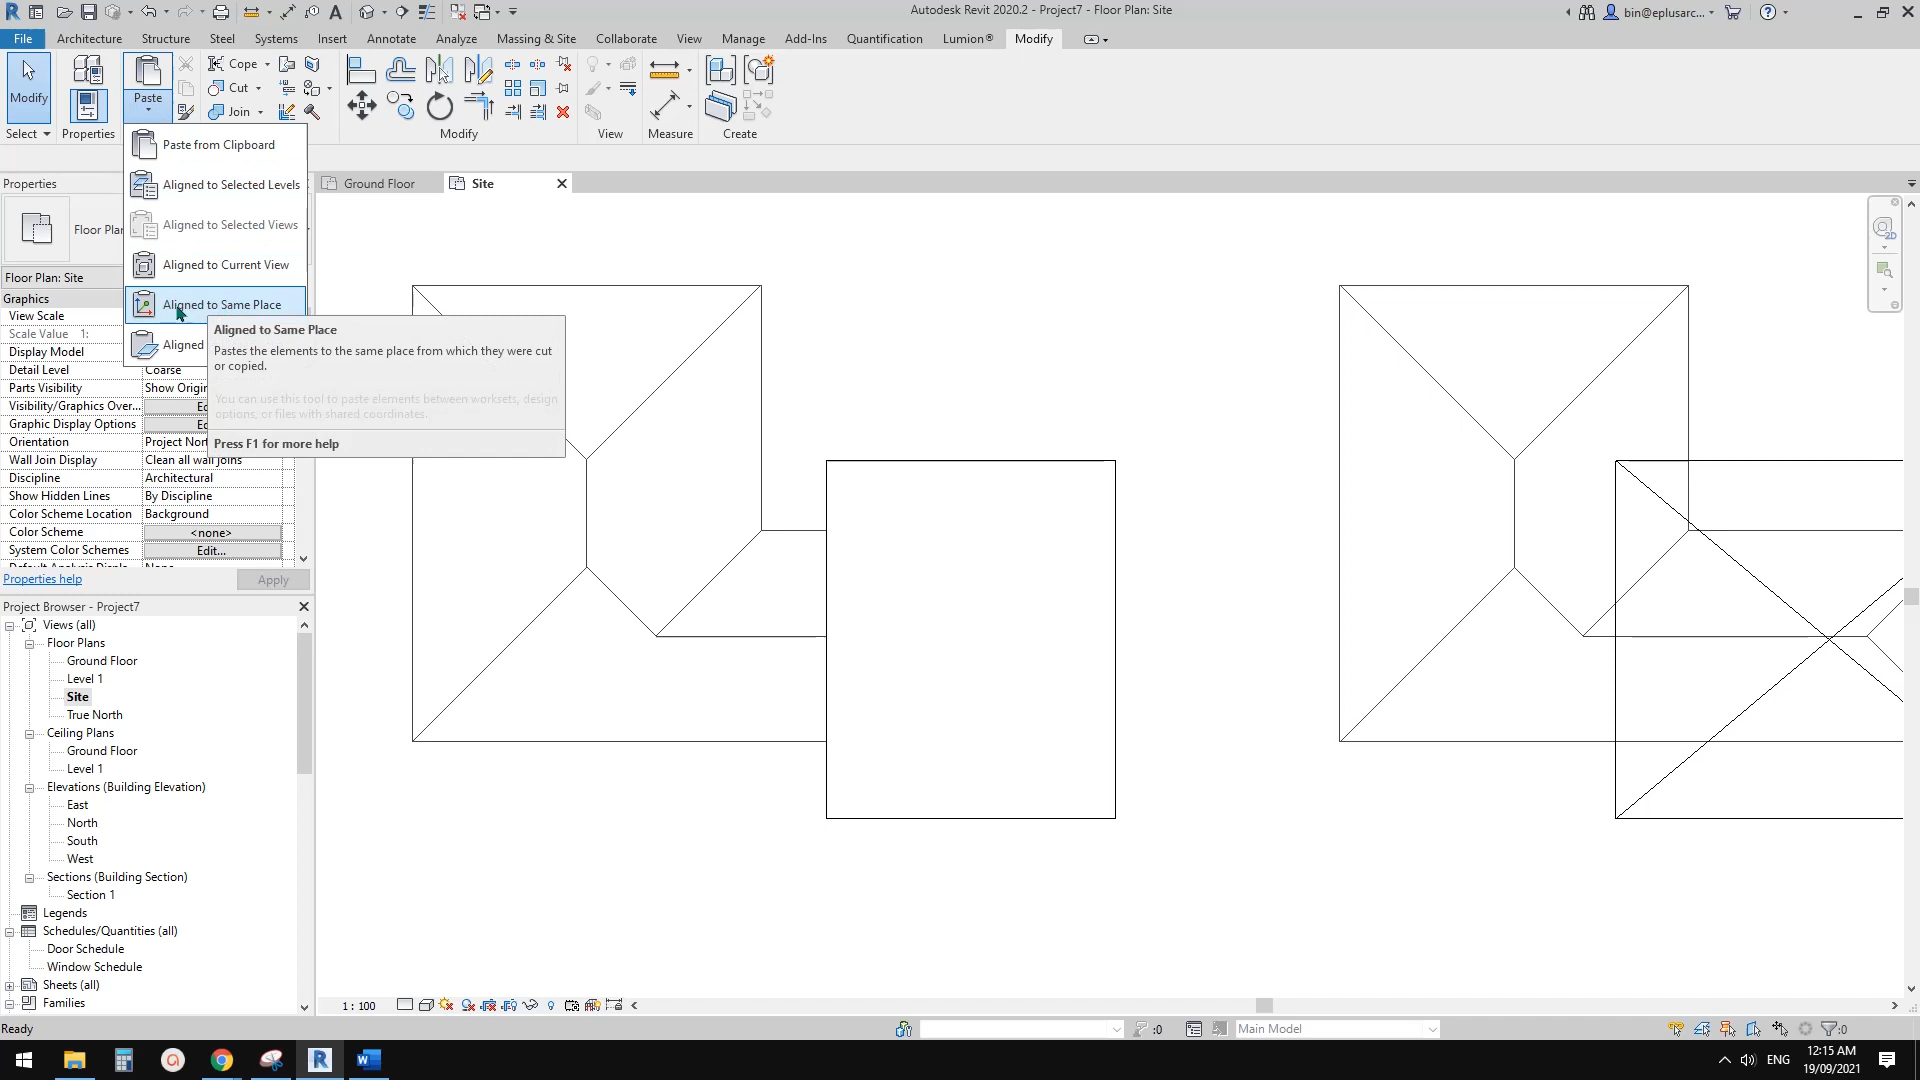 Autodesk Revit 2020.2 - Project7 - Floor Plan: Site
bin@eplusarc...
File Architecture Structure Steel Systems Insert Annotate Analyze Massing & Site Collaborate View Manage Add-Ins Quantification Lumion® Modify
Modify
Paste
Cope
Cut
Join
Select Properties Modify View Measure Create
Paste from Clipboard
Aligned to Selected Levels
Aligned to Selected Views
Aligned to Current View
Aligned to Same Place
Aligned
Aligned to Same Place
Pastes the elements to the same place from which they were cut
or copied.
You can use this tool to paste elements between worksets, design
options, or files with shared coordinates.
Press F1 for more help
Properties
Floor Plan
Floor Plan: Site
Graphics
View Scale
Scale Value 1:
Display Model
Detail Level Coarse
Parts Visibility Show Origin
Visibility/Graphics Over... Ed
Graphic Display Options Ed
Orientation Project Nort
Wall Join Display Clean all wall joins
Discipline Architectural
Show Hidden Lines By Discipline
Color Scheme Location Background
Color Scheme <none>
System Color Schemes Edit...
Properties help Apply
Project Browser - Project7
Views (all)
Floor Plans
Ground Floor
Level 1
Site
True North
Ceiling Plans
Ground Floor
Level 1
Elevations (Building Elevation)
East
North
South
West
Sections (Building Section)
Section 1
Legends
Schedules/Quantities (all)
Door Schedule
Window Schedule
Sheets (all)
Families
Ground Floor Site
2D
1 : 100
Ready
:0
Main Model
:0
ENG
12:15 AM
19/09/2021